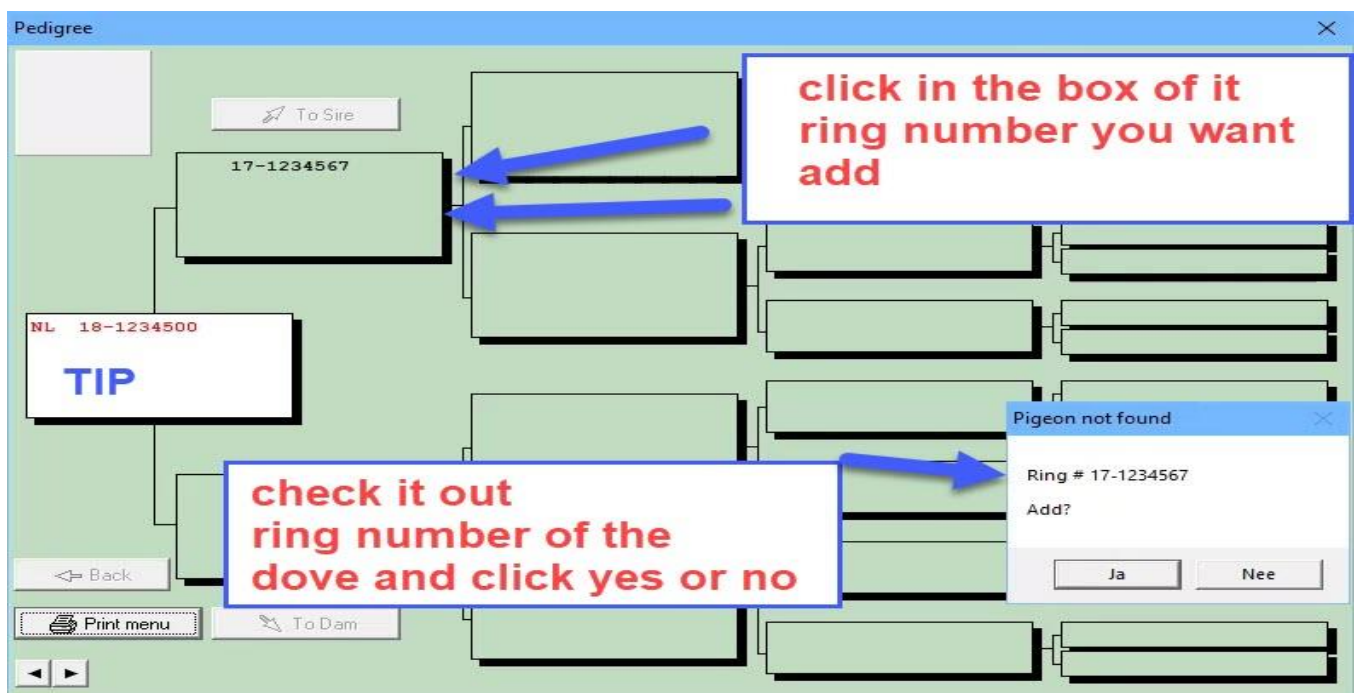 Pedigree
To Sire
click in the box of it
ring number you want
add
17-1234567
NL 18-1234500
TIP
Pigeon not found
Ring # 17-1234567
Add?
Ja
Nee
check it out
ring number of the
dove and click yes or no
Back
Print menu
To Dam